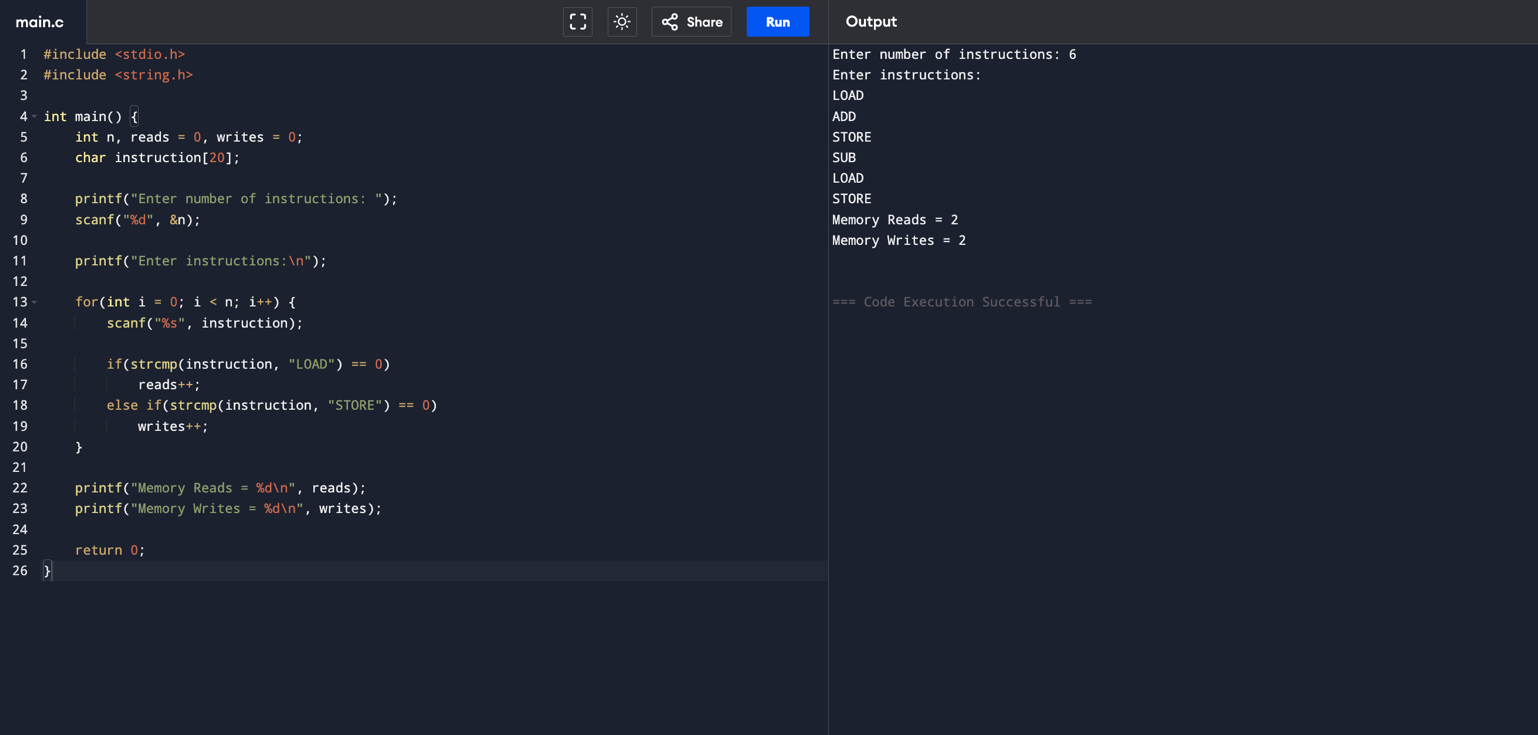 main.c
Share
Run
Output
1 #include <stdio.h>
2 #include <string.h>
3
4 int main() {
5     int n, reads = 0, writes = 0;
6     char instruction[20];
7
8     printf("Enter number of instructions: ");
9     scanf("%d", &n);
10
11     printf("Enter instructions:\n");
12
13     for(int i = 0; i < n; i++) {
14         scanf("%s", instruction);
15
16         if(strcmp(instruction, "LOAD") == 0)
17             reads++;
18         else if(strcmp(instruction, "STORE") == 0)
19             writes++;
20     }
21
22     printf("Memory Reads = %d\n", reads);
23     printf("Memory Writes = %d\n", writes);
24
25     return 0;
26 }
Enter number of instructions: 6
Enter instructions:
LOAD
ADD
STORE
SUB
LOAD
STORE
Memory Reads = 2
Memory Writes = 2
=== Code Execution Successful ===